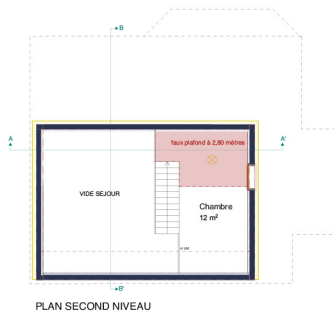 B
A
A'
faux plafond à 2,80 mètres
VIDE SEJOUR
Chambre
12 m²
B'
PLAN SECOND NIVEAU